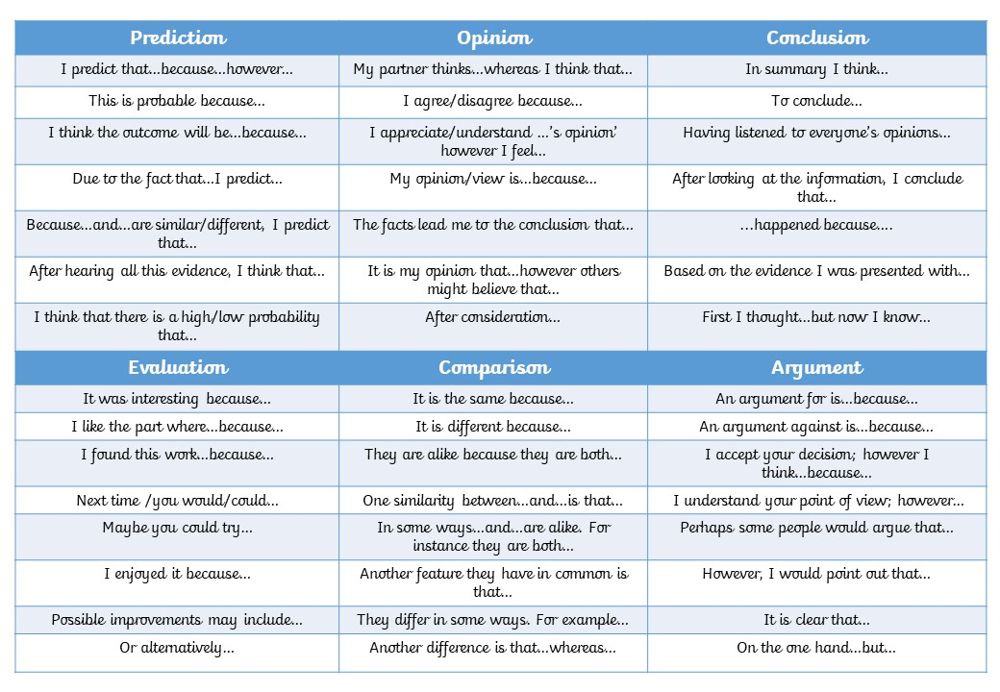 Prediction Opinion Conclusion
I predict that...because...however... My partner thinks...whereas I think that... In summary I think...
This is probable because... I agree/disagree because... To conclude...
I think the outcome will be...because... I appreciate/understand ...'s opinion' Having listened to everyone's opinions...
however I feel...
Due to the fact that...I predict... My opinion/view is...because... After looking at the information, I conclude
that...
Because...and...are similar/different, I predict The facts lead me to the conclusion that... ...happened because....
that...
After hearing all this evidence, I think that... It is my opinion that...however others Based on the evidence I was presented with...
might believe that...
I think that there is a high/low probability After consideration... First I thought...but now I know...
that...
Evaluation Comparison Argument
It was interesting because... It is the same because... An argument for is...because...
I like the part where...because... It is different because... An argument against is...because...
I found this work...because... They are alike because they are both... I accept your decision; however I
think...because...
Next time /you would/could... One similarity between...and...is that... I understand your point of view; however...
Maybe you could try... In some ways...and...are alike. For Perhaps some people would argue that...
instance they are both...
I enjoyed it because... Another feature they have in common is However, I would point out that...
that...
Possible improvements may include... They differ in some ways. For example... It is clear that...
Or alternatively... Another difference is that...whereas... On the one hand...but...